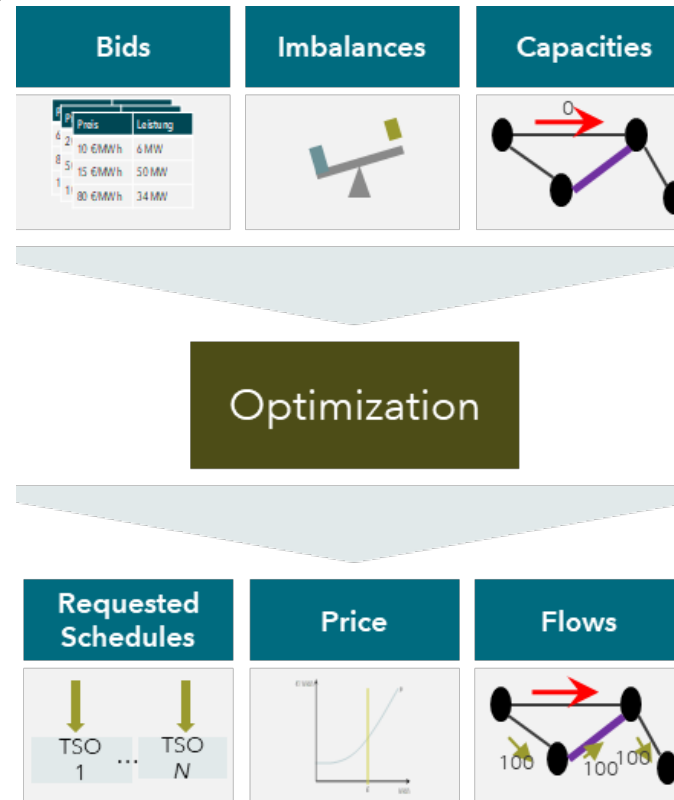 Bids
Imbalances
Capacities
Preis Leistung
10 €/MWh 6 MW
15 €/MWh 50 MW
80 €/MWh 34 MW
0
Optimization
Requested
Schedules
Price
Flows
TSO
1
...
TSO
N
100
100
100